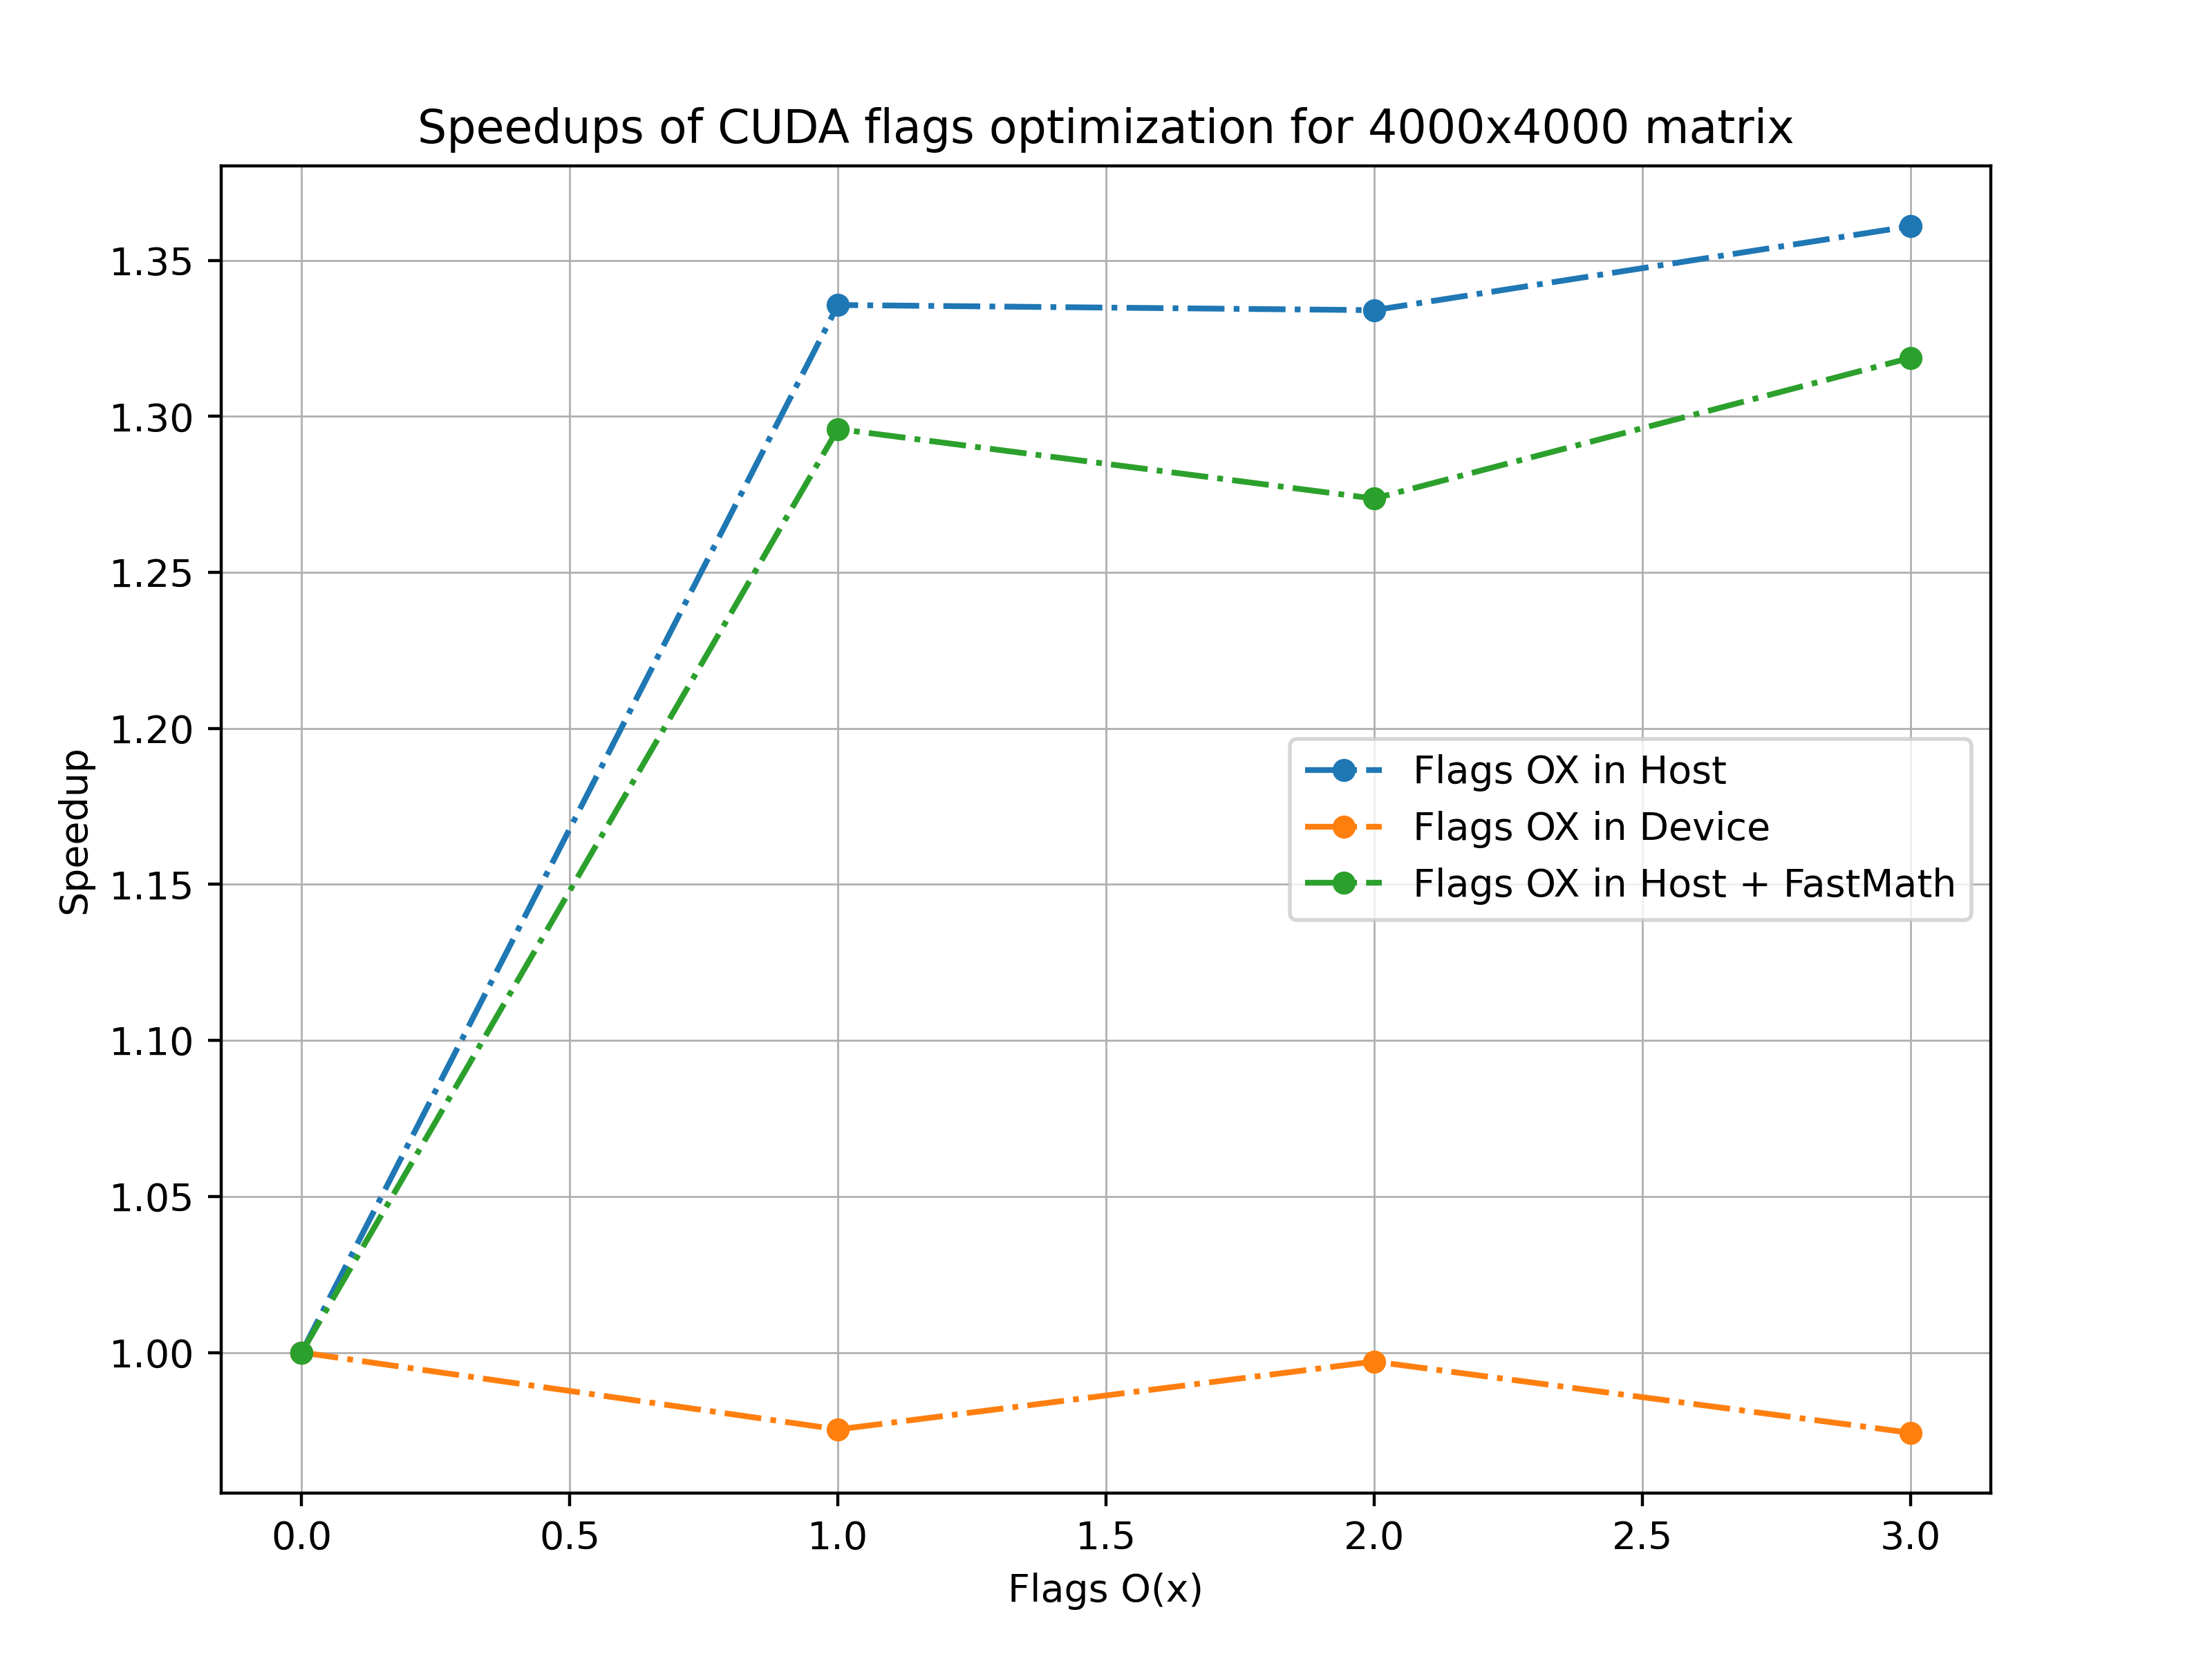 Speedups of CUDA flags optimization for 4000x4000 matrix
Speedup
1.35
1.30
1.25
1.20
1.15
1.10
1.05
1.00
Flags OX in Host
Flags OX in Device
Flags OX in Host + FastMath
0.0 0.5 1.0 1.5 2.0 2.5 3.0
Flags O(x)